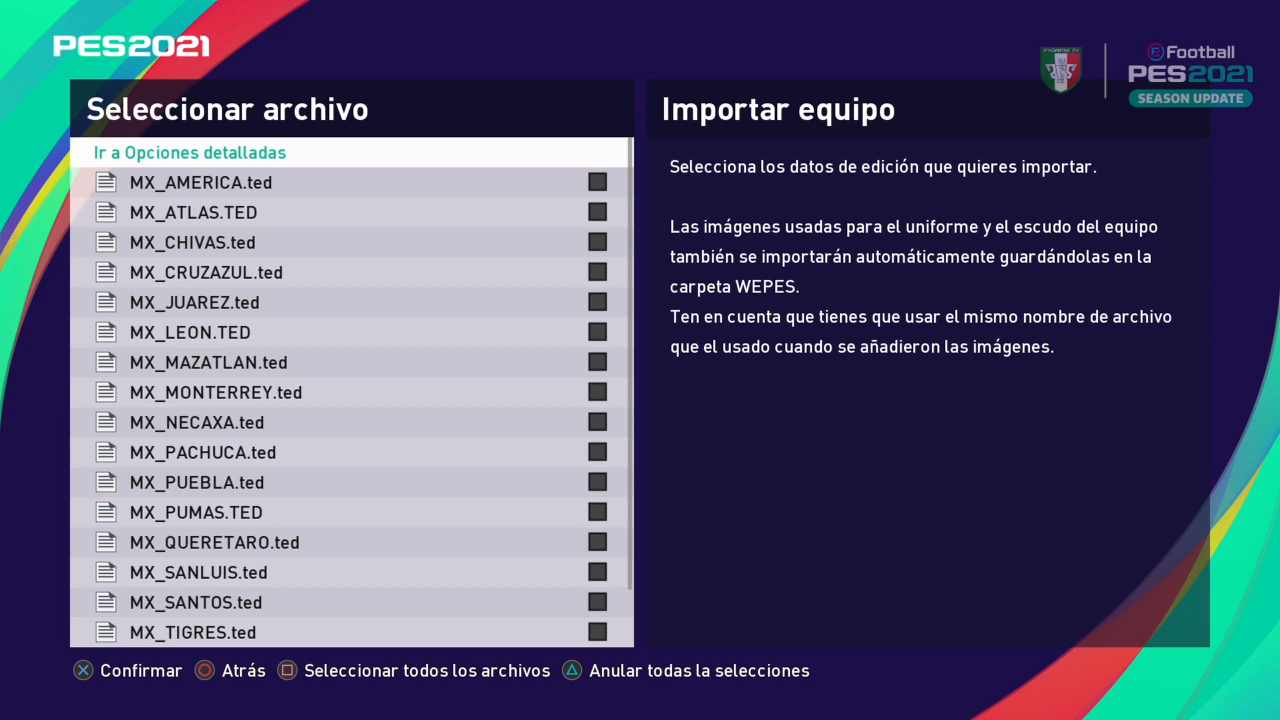 PES2021
eFootball
PES2021
SEASON UPDATE
Seleccionar archivo
Ir a Opciones detalladas
MX_AMERICA.ted
MX_ATLAS.TED
MX_CHIVAS.ted
MX_CRUZAZUL.ted
MX_JUAREZ.ted
MX_LEON.TED
MX_MAZATLAN.ted
MX_MONTERREY.ted
MX_NECAXA.ted
MX_PACHUCA.ted
MX_PUEBLA.ted
MX_PUMAS.TED
MX_QUERETARO.ted
MX_SANLUIS.ted
MX_SANTOS.ted
MX_TIGRES.ted
Importar equipo
Selecciona los datos de edición que quieres importar.
Las imágenes usadas para el uniforme y el escudo del equipo
también se importarán automáticamente guardándolas en la
carpeta WEPES.
Ten en cuenta que tienes que usar el mismo nombre de archivo
que el usado cuando se añadieron las imágenes.
Confirmar Atrás Seleccionar todos los archivos Anular todas la selecciones